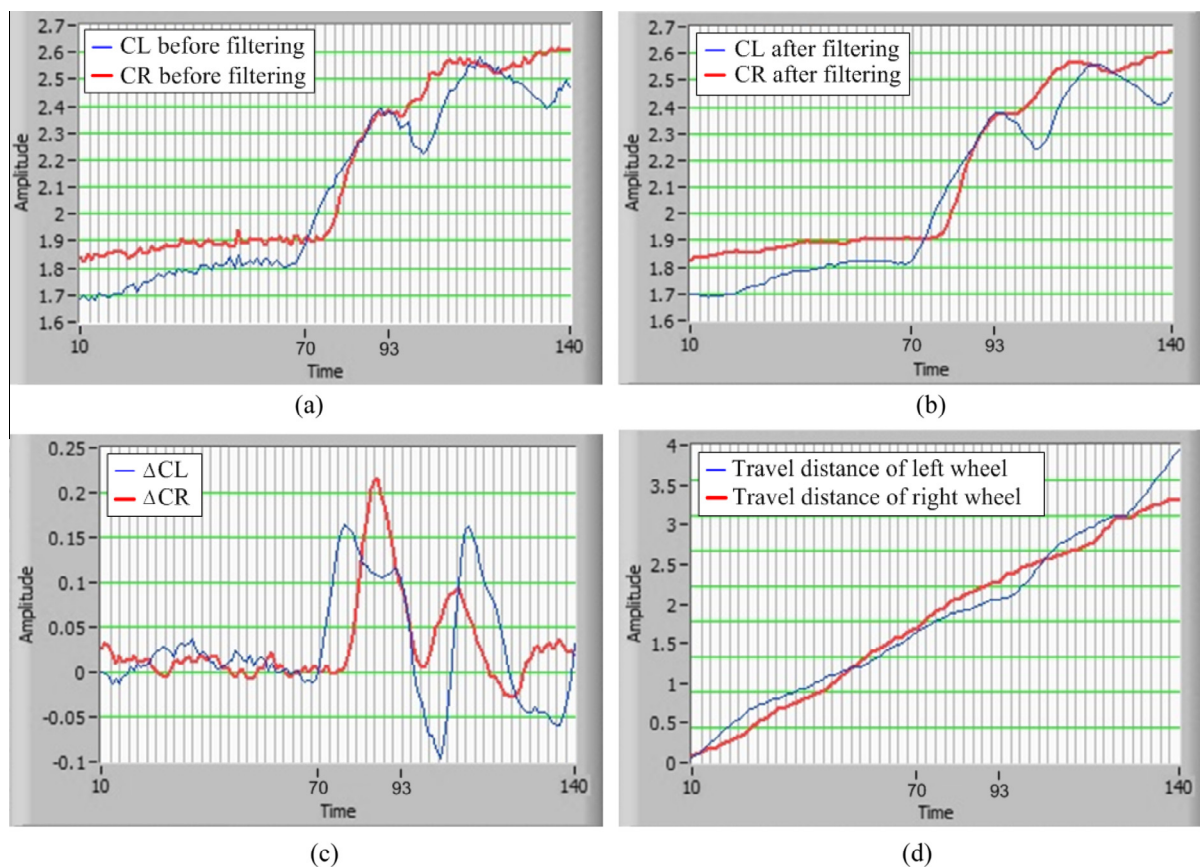 CL before filtering
CR before filtering
2.7
2.6
2.5
2.4
2.3
2.2
2.1
2
1.9
1.8
1.7
1.6
Amplitude
10
70
93
140
Time
(a)
CL after filtering
CR after filtering
2.7
2.6
2.5
2.4
2.3
2.2
2.1
2
1.9
1.8
1.7
1.6
Amplitude
10
70
93
140
Time
(b)
ΔCL
ΔCR
0.25
0.2
0.15
0.1
0.05
0
-0.05
-0.1
Amplitude
10
70
93
140
Time
(c)
Travel distance of left wheel
Travel distance of right wheel
4
3.5
3
2.5
2
1.5
1
0.5
0
Amplitude
10
70
93
140
Time
(d)